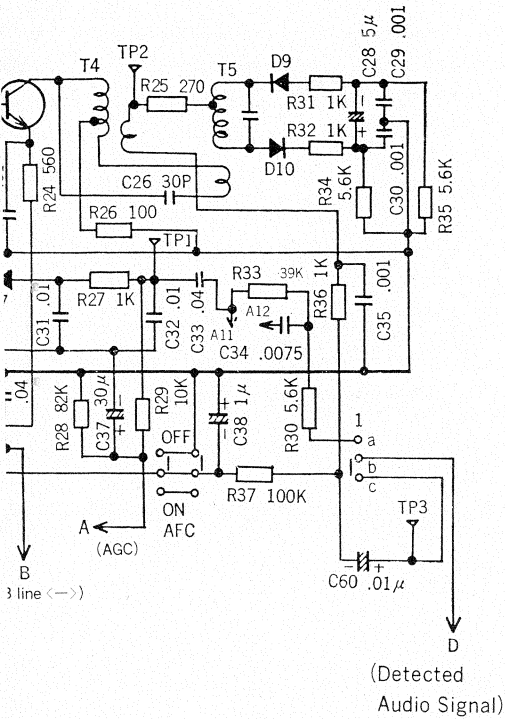 C28 5μ
C29 .001
TP2
T4
R25 270
T5
D9
R31 1K
R32 1K
D10
R24 560
C26 30P
R34 5.6K
C30 .001
R35 5.6K
R26 100
TP1
R27 1K
C31 .01
C32 .01
C33 .04
R33 39K
A12
A11
C34 .0075
R36 1K
C35 .001
.04
R28 82K
C37 30μ
R29 10K
C38 1μ
R30 5.6K
OFF
1
a
b
c
R37 100K
ON
AFC
A
(AGC)
TP3
B
B line <—>)
C60 .01μ
D
(Detected
Audio Signal)